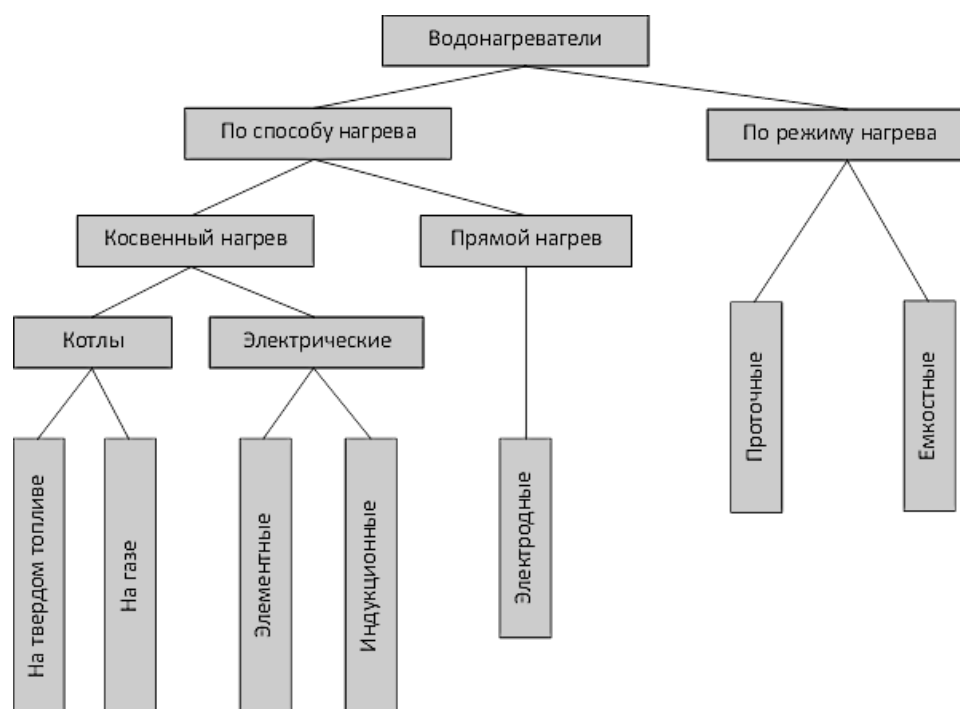 Водонагреватели
По способу нагрева
По режиму нагрева
Косвенный нагрев
Прямой нагрев
Котлы
Электрические
На твердом топливе
На газе
Элементные
Индукционные
Электродные
Проточные
Емкостные